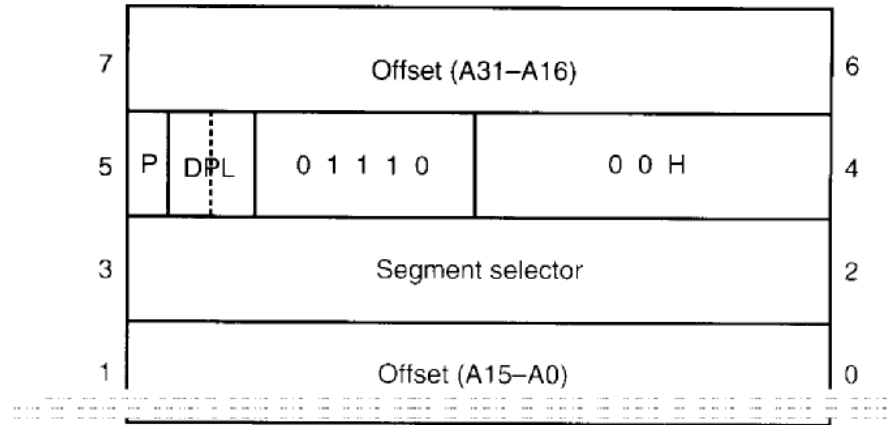 7 Offset (A31–A16) 6
5 P DPL 0 1 1 1 0 0 0 H 4
3 Segment selector 2
1 Offset (A15–A0) 0